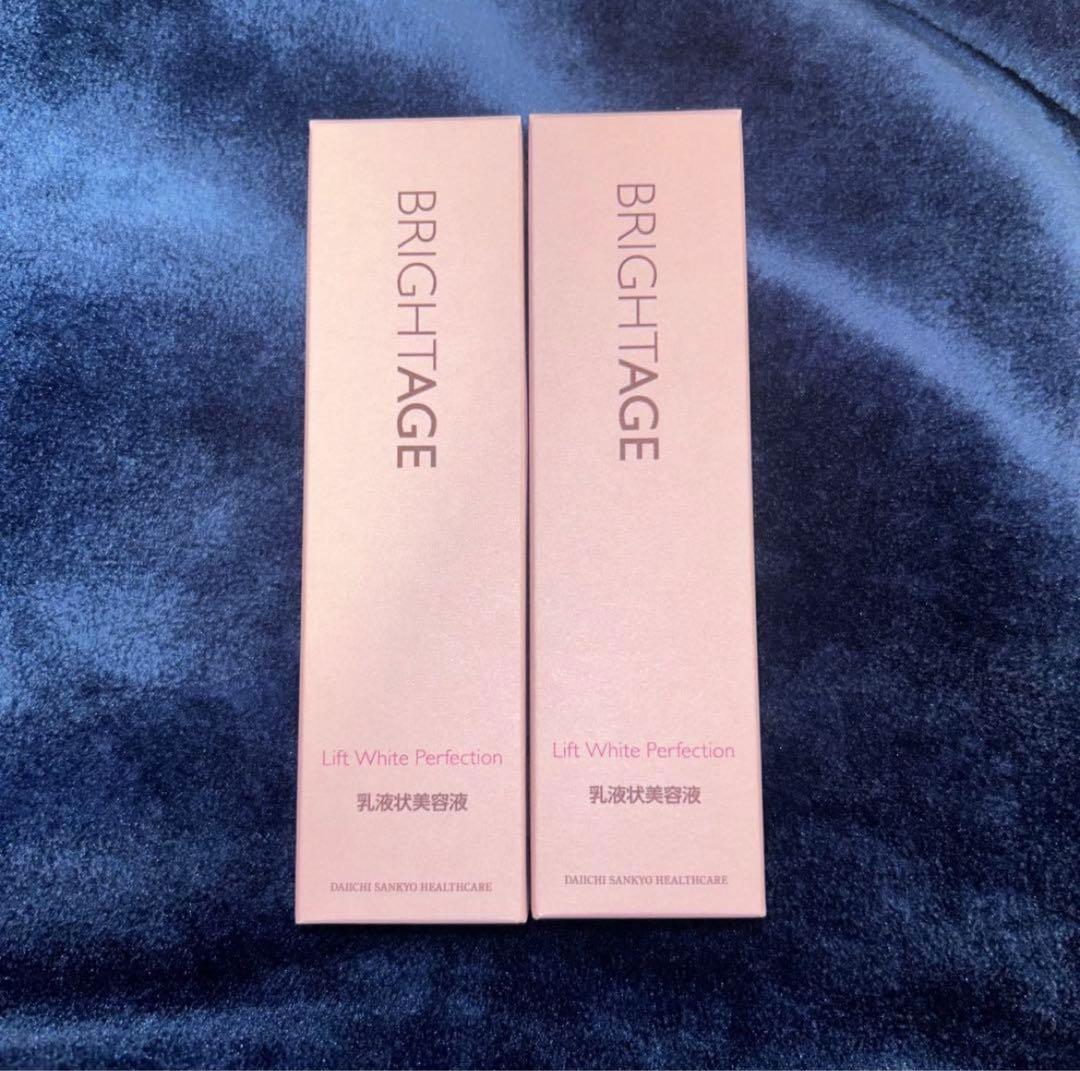 BRIGHTAGE
Lift White Perfection
乳液状美容液
DAIICHI SANKYO HEALTHCARE
BRIGHTAGE
Lift White Perfection
乳液状美容液
DAIICHI SANKYO HEALTHCARE